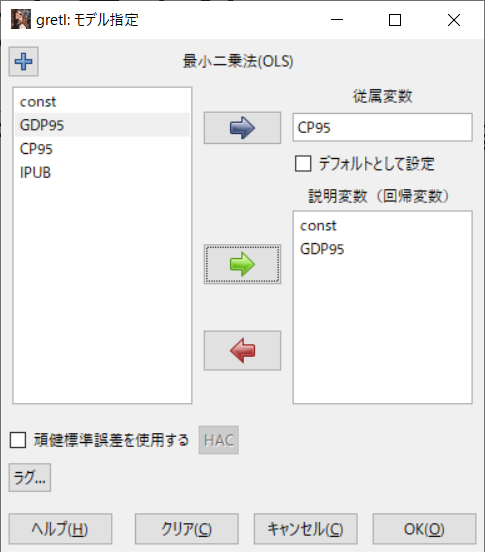 gretl: モデル指定
最小二乗法(OLS)
const
GDP95
CP95
IPUB
従属変数
CP95
デフォルトとして設定
説明変数（回帰変数）
const
GDP95
頑健標準誤差を使用する
HAC
ラグ...
ヘルプ(H)
クリア(C)
キャンセル(C)
OK(O)